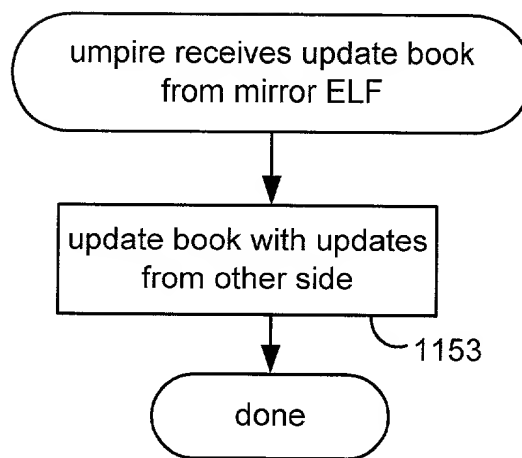 umpire receives update book
from mirror ELF
update book with updates
from other side
1153
done